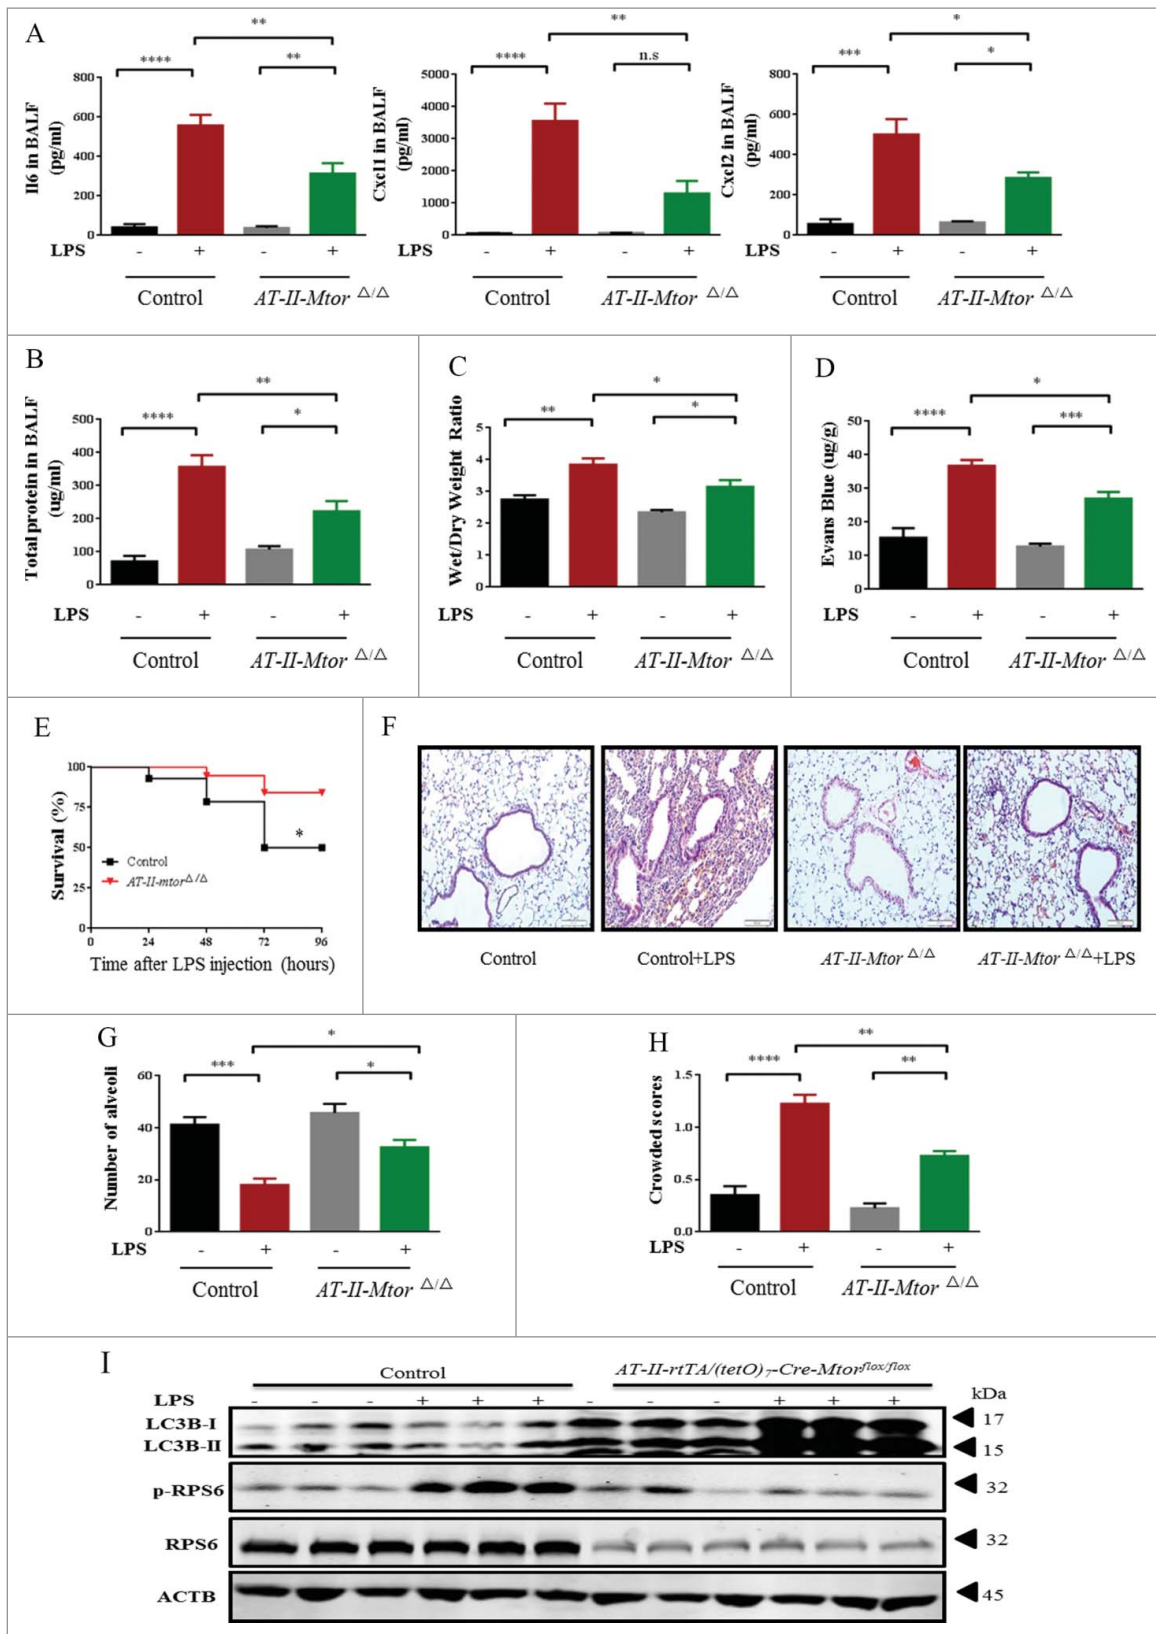 A
** ** *
**** ** **** n.s *** *
Il6 in BALF (pg/ml)
800
600
400
200
0
LPS - + - +
Control AT-II-Mtor △/△
Cxcl1 in BALF (pg/ml)
5000
4000
3000
2000
1000
0
- + - +
Control AT-II-Mtor △/△
Cxcl2 in BALF (pg/ml)
800
600
400
200
0
LPS - + - +
Control AT-II-Mtor △/△
B
**
**** *
Total protein in BALF (ug/ml)
500
400
300
200
100
0
LPS - + - +
Control AT-II-Mtor △/△
C
*
** *
Wet/Dry Weight Ratio
5
4
3
2
1
0
LPS - + - +
Control AT-II-Mtor △/△
D
*
**** ***
Evans Blue (ug/g)
50
40
30
20
10
0
LPS - + - +
Control AT-II-Mtor △/△
E
Survival (%)
100
75
50
25
0
*
Control
AT-II-mtor△/△
0 24 48 72 96
Time after LPS injection (hours)
F
Control Control+LPS AT-II-Mtor △/△ AT-II-Mtor △/△+LPS
G
*
*** *
Number of alveoli
60
40
20
0
LPS - + - +
Control AT-II-Mtor △/△
H
**
**** **
Crowded scores
1.5
1.0
0.5
0.0
LPS - + - +
Control AT-II-Mtor △/△
I
Control AT-II-rtTA/(tetO)7-Cre-Mtorflox/flox
LPS - - - + + + - - - + + + kDa
LC3B-I 17
LC3B-II 15
p-RPS6 32
RPS6 32
ACTB 45